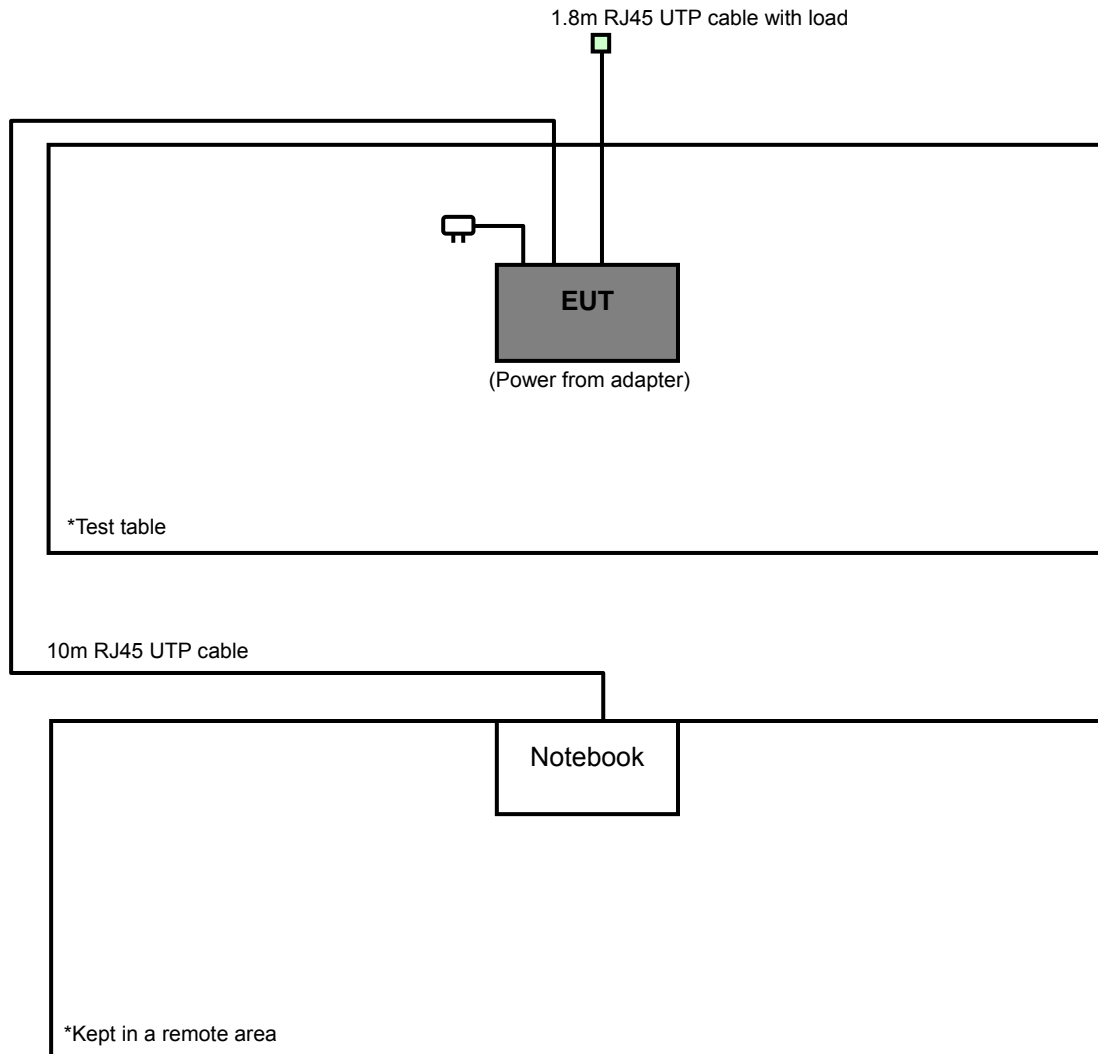 1.8m RJ45 UTP cable with load
EUT
(Power from adapter)
*Test table
10m RJ45 UTP cable
Notebook
*Kept in a remote area